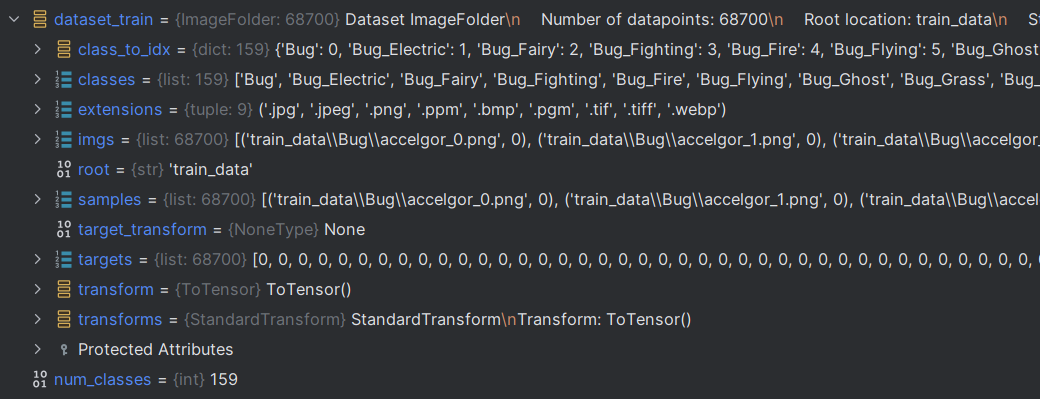 dataset_train = {ImageFolder: 68700} Dataset ImageFolder\n    Number of datapoints: 68700\n    Root location: train_data\n    St
class_to_idx = {dict: 159} {'Bug': 0, 'Bug_Electric': 1, 'Bug_Fairy': 2, 'Bug_Fighting': 3, 'Bug_Fire': 4, 'Bug_Flying': 5, 'Bug_Ghost
classes = {list: 159} ['Bug', 'Bug_Electric', 'Bug_Fairy', 'Bug_Fighting', 'Bug_Fire', 'Bug_Flying', 'Bug_Ghost', 'Bug_Grass', 'Bug_
extensions = {tuple: 9} ('.jpg', '.jpeg', '.png', '.ppm', '.bmp', '.pgm', '.tif', '.tiff', '.webp')
imgs = {list: 68700} [('train_data\\Bug\\accelgor_0.png', 0), ('train_data\\Bug\\accelgor_1.png', 0), ('train_data\\Bug\\accelgor_
root = {str} 'train_data'
samples = {list: 68700} [('train_data\\Bug\\accelgor_0.png', 0), ('train_data\\Bug\\accelgor_1.png', 0), ('train_data\\Bug\\accel
target_transform = {NoneType} None
targets = {list: 68700} [0, 0, 0, 0, 0, 0, 0, 0, 0, 0, 0, 0, 0, 0, 0, 0, 0, 0, 0, 0, 0, 0, 0, 0, 0, 0, 0, 0, 0, 0, 0, 0, 0, 0, 0, 0, 0, 0, 0,
transform = {ToTensor} ToTensor()
transforms = {StandardTransform} StandardTransform\nTransform: ToTensor()
Protected Attributes
num_classes = {int} 159